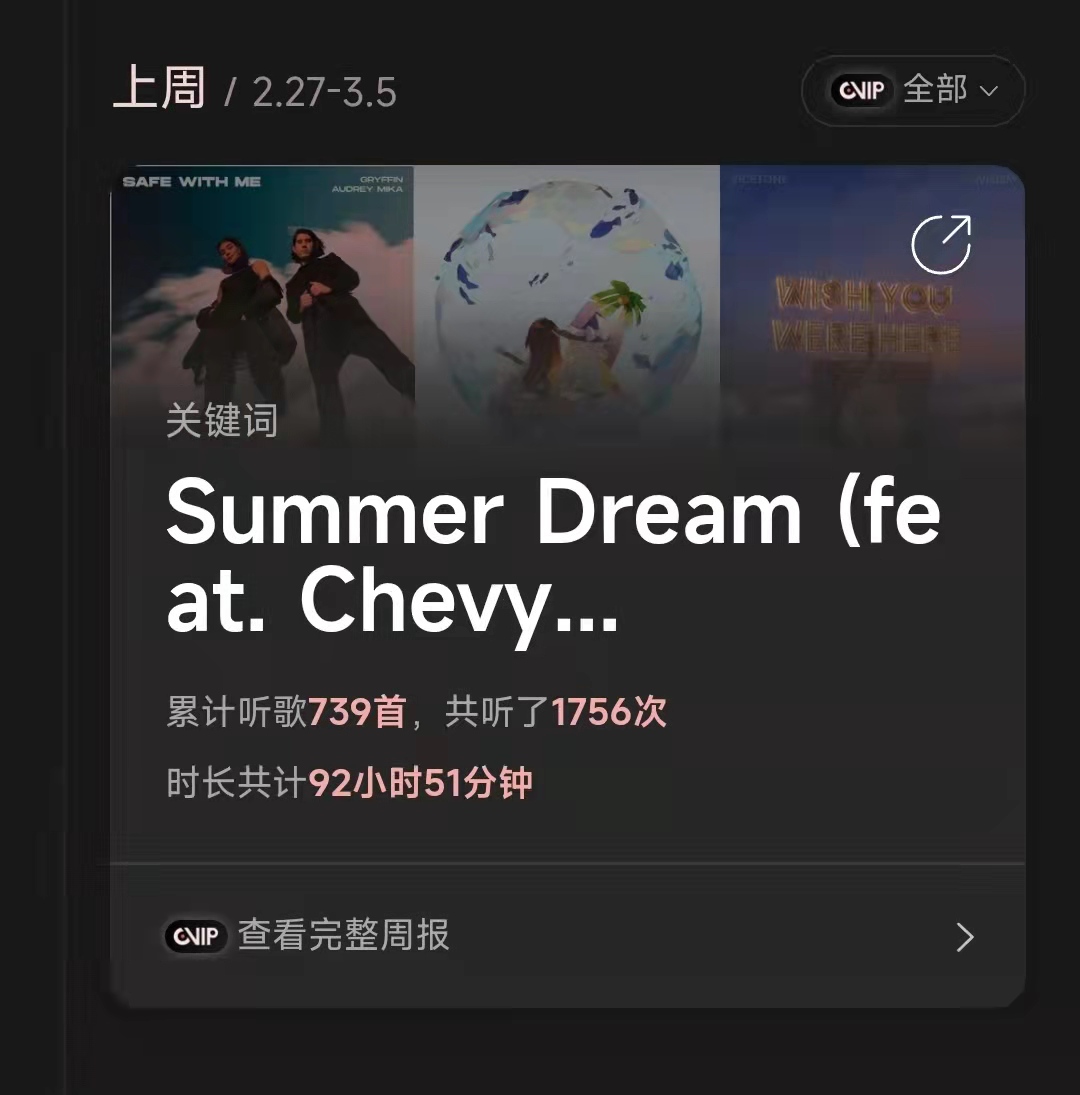 上周 / 2.27-3.5
VIP 全部
SAFE WITH ME
GRYFFIN
AUDREY MIKA
WISH YOU
WERE HERE
关键词
Summer Dream (fe
at. Chevy...
累计听歌739首，共听了1756次
时长共计92小时51分钟
VIP 查看完整周报